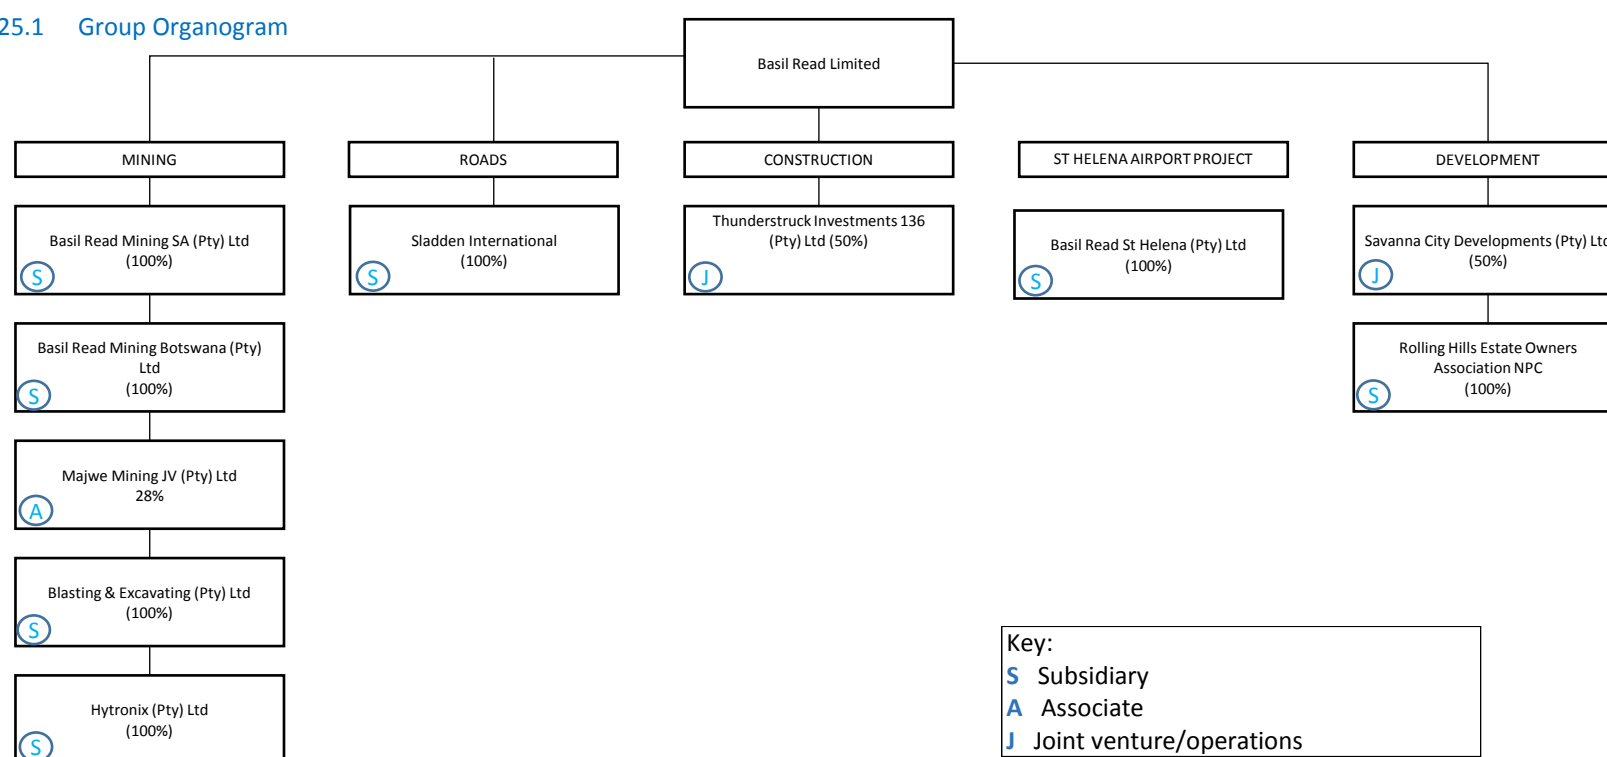 25.1 Group Organogram
Basil Read Limited
MINING
ROADS
CONSTRUCTION
ST HELENA AIRPORT PROJECT
DEVELOPMENT
Basil Read Mining SA (Pty) Ltd
(100%)
S
Sladden International
(100%)
S
Thunderstruck Investments 136
(Pty) Ltd (50%)
J
Basil Read St Helena (Pty) Ltd
(100%)
S
Savanna City Developments (Pty) Ltd
(50%)
J
Basil Read Mining Botswana (Pty)
Ltd
(100%)
S
Rolling Hills Estate Owners
Association NPC
(100%)
S
Majwe Mining JV (Pty) Ltd
28%
A
Blasting & Excavating (Pty) Ltd
(100%)
S
Hytronix (Pty) Ltd
(100%)
S
Key:
S Subsidiary
A Associate
J Joint venture/operations